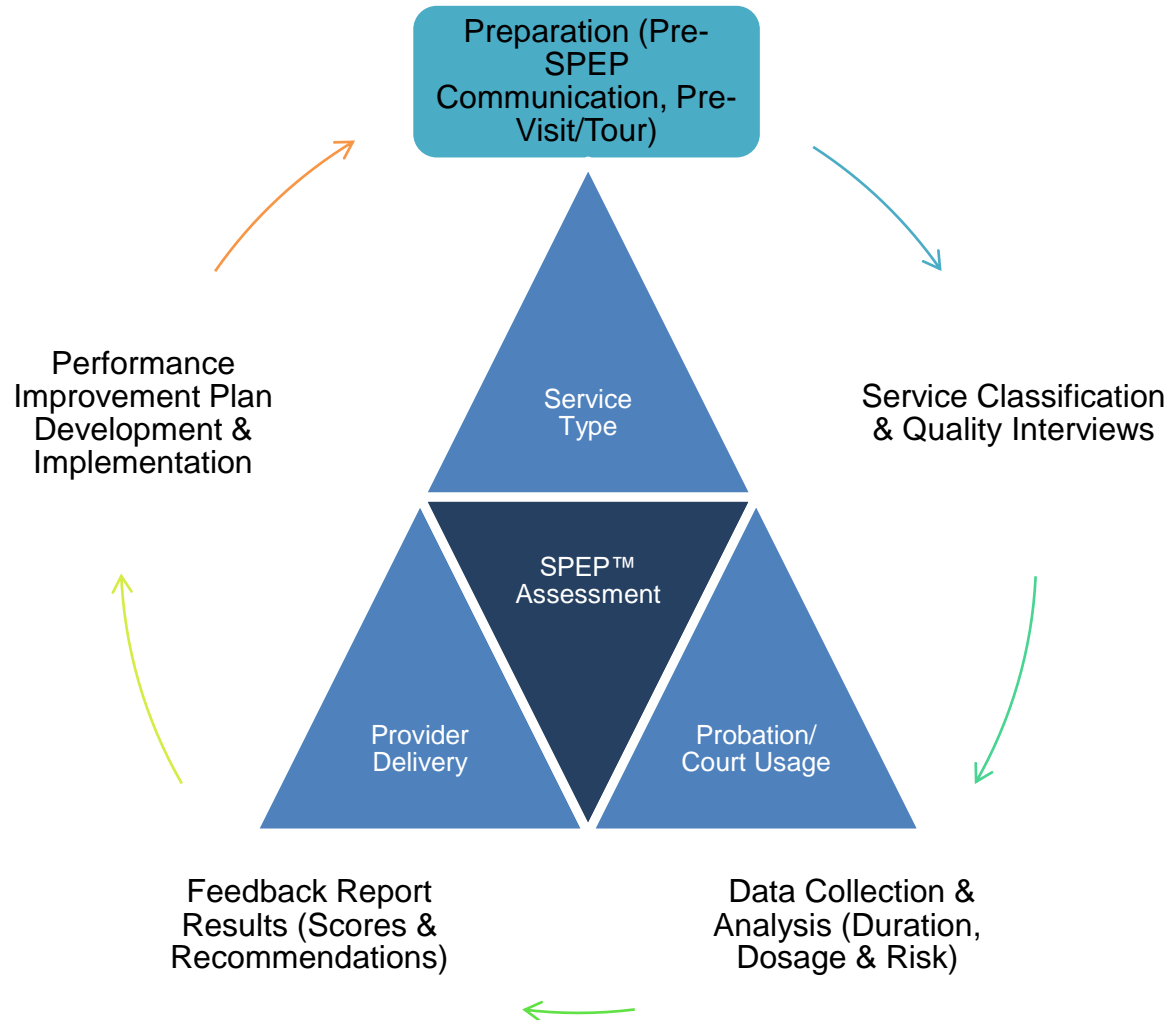 Preparation (Pre-
SPEP
Communication, Pre-
Visit/Tour)
Performance
Improvement Plan
Development &
Implementation
Service
Type
Service Classification
& Quality Interviews
SPEP™
Assessment
Provider
Delivery
Probation/
Court Usage
Feedback Report
Results (Scores &
Recommendations)
Data Collection &
Analysis (Duration,
Dosage & Risk)